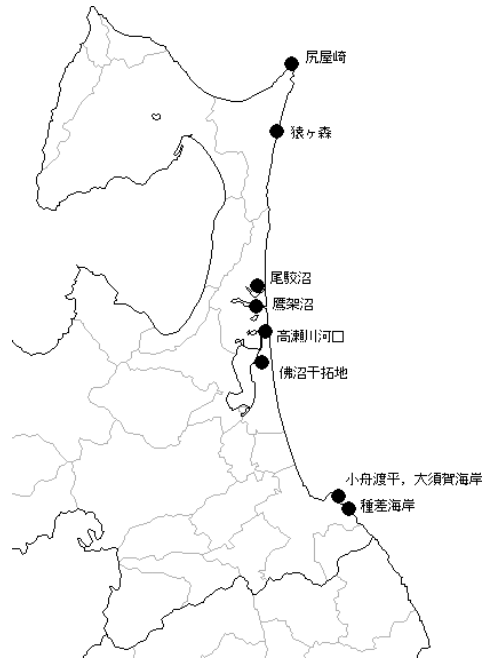 尻屋崎
猿ヶ森
尾駮沼
鷹架沼
高瀬川河口
佛沼干拓地
小舟渡平，大須賀海岸
種差海岸